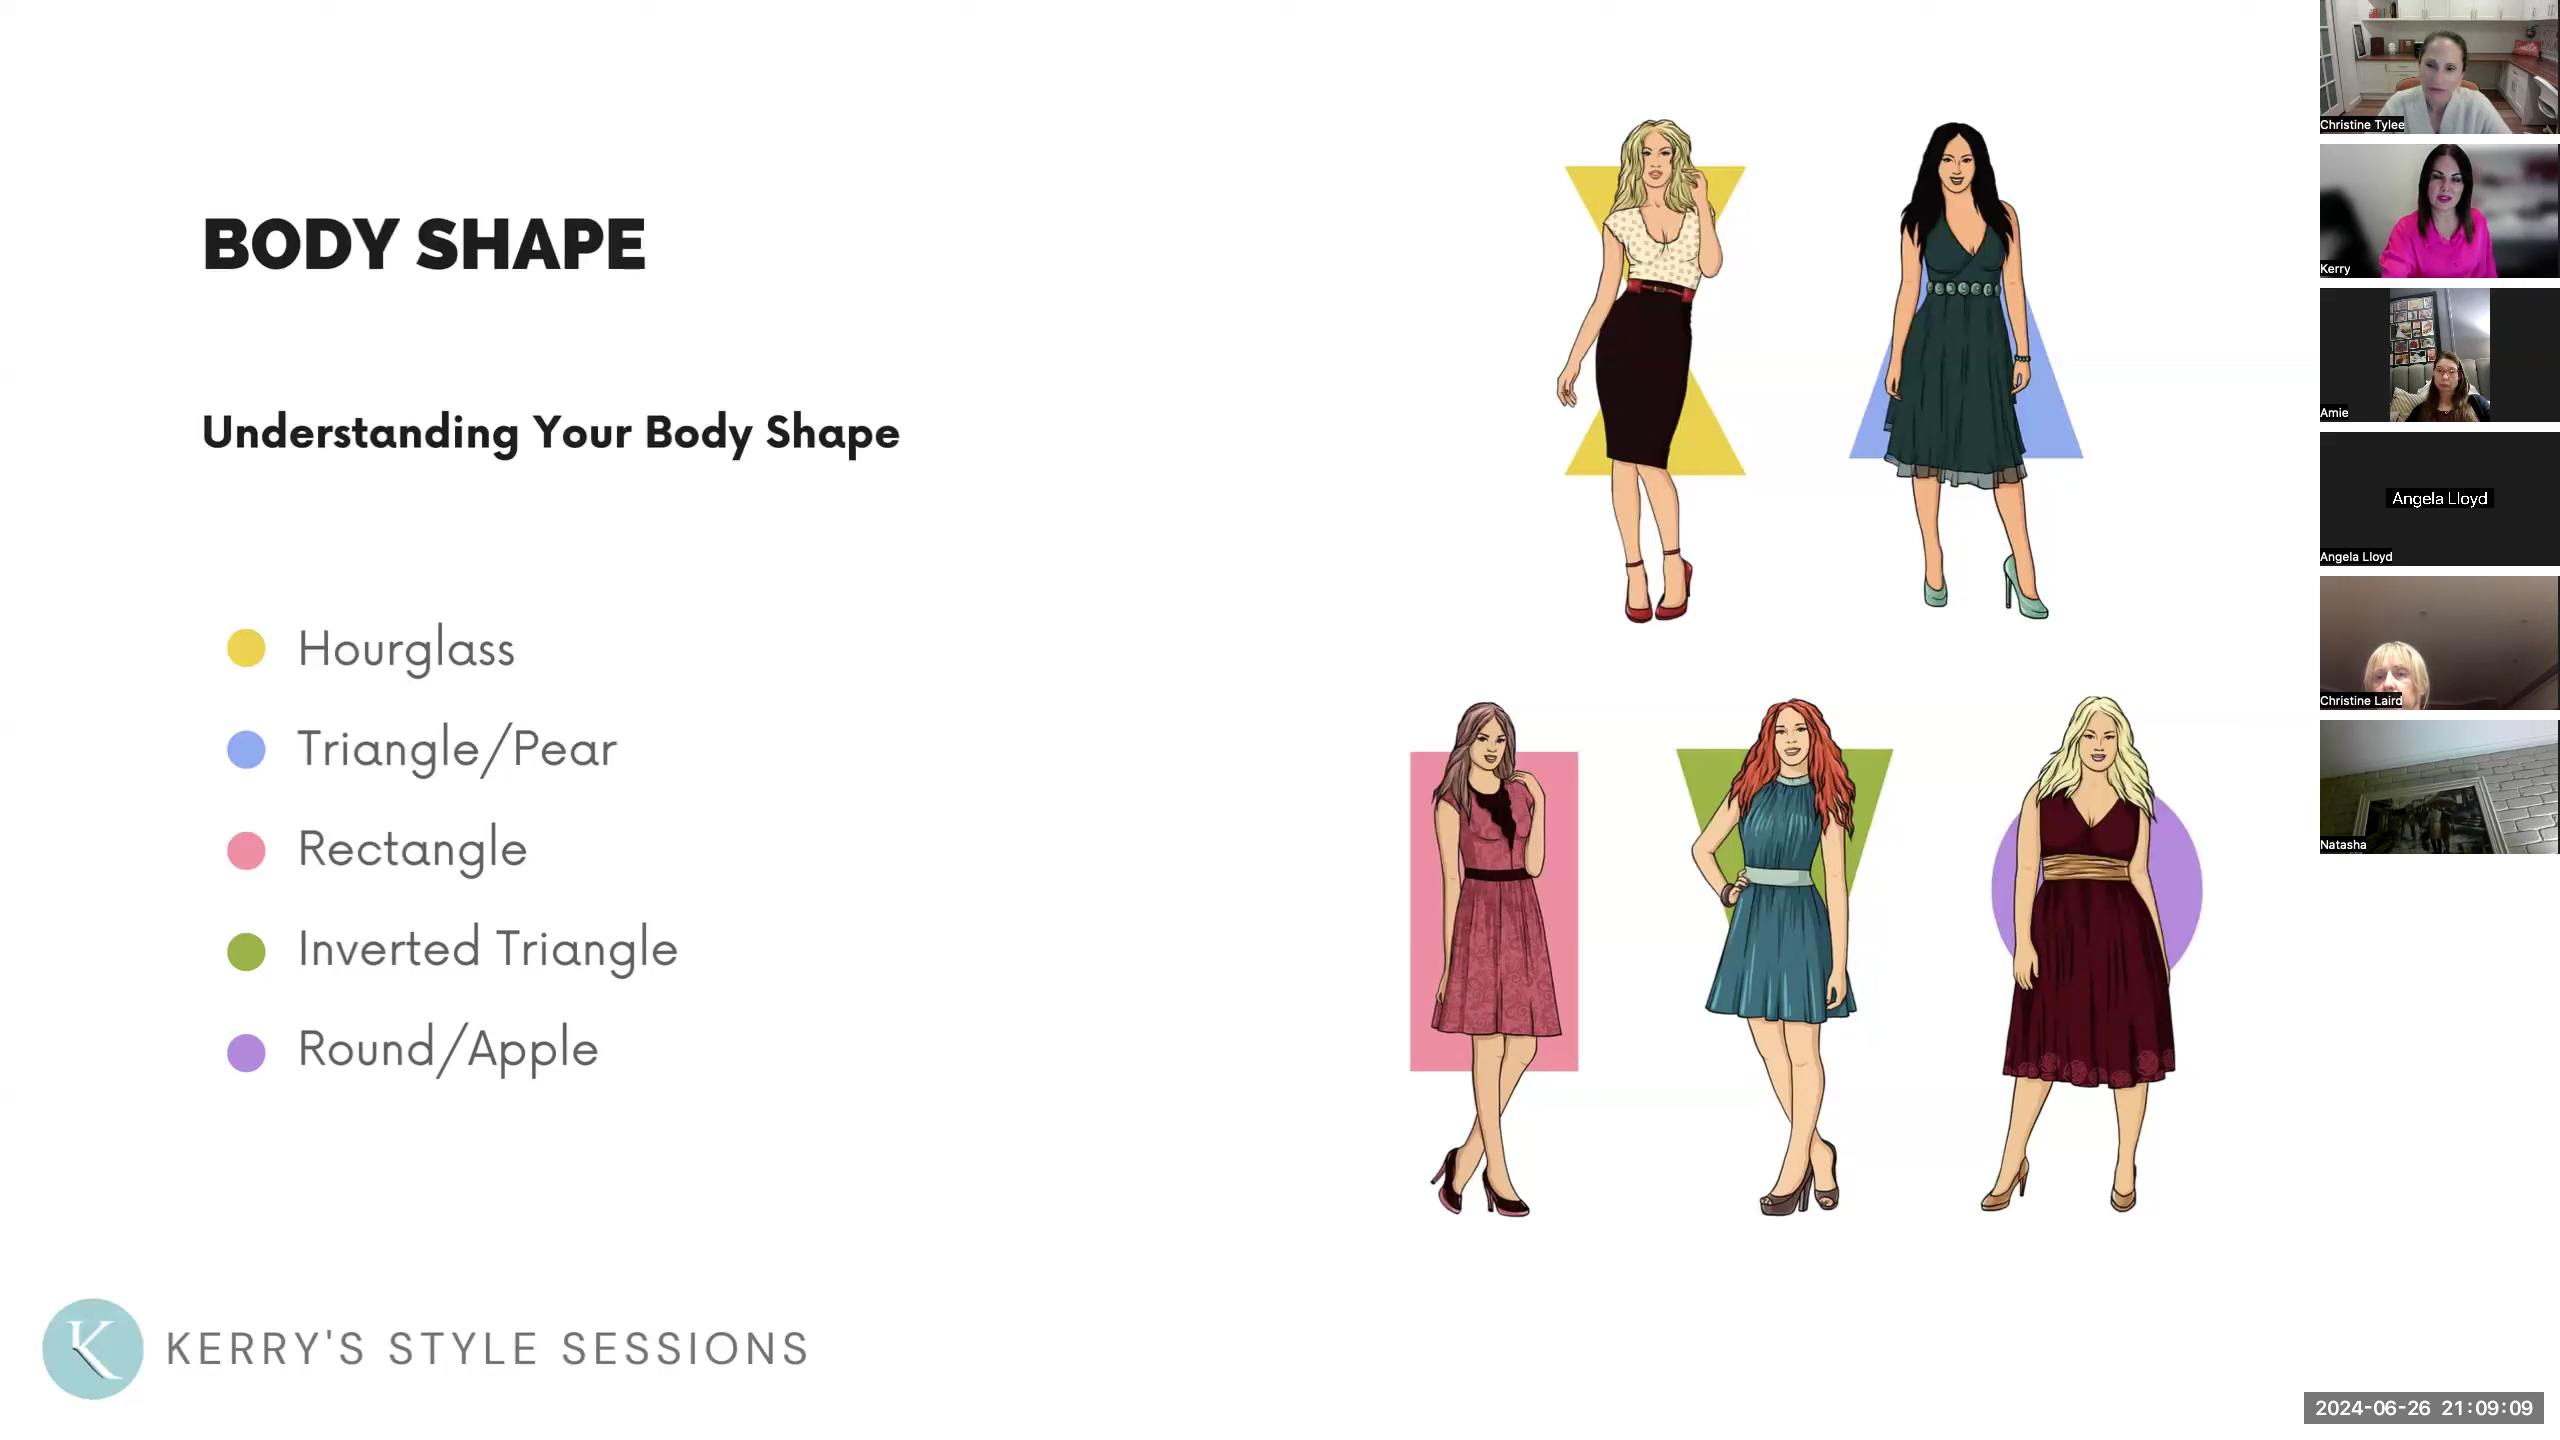 BODY SHAPE
Understanding Your Body Shape
Hourglass
Triangle/Pear
Rectangle
Inverted Triangle
Round/Apple
K
KERRY'S STYLE SESSIONS
Christine Tylee
Kerry
Amie
Angela Lloyd
Angela Lloyd
Christine Laird
Natasha
2024-06-26 21:09:09